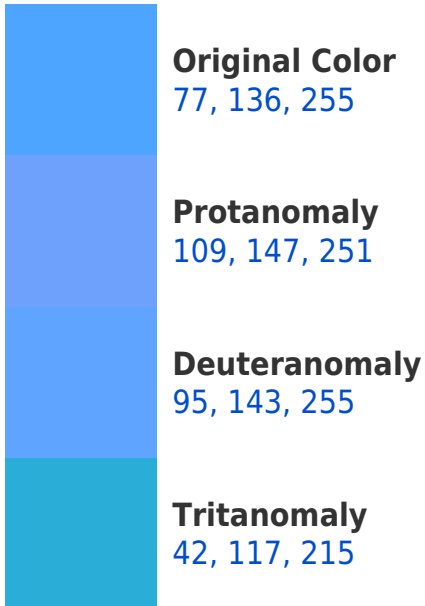 Original Color
77, 136, 255
Protanomaly
109, 147, 251
Deuteranomaly
95, 143, 255
Tritanomaly
42, 117, 215